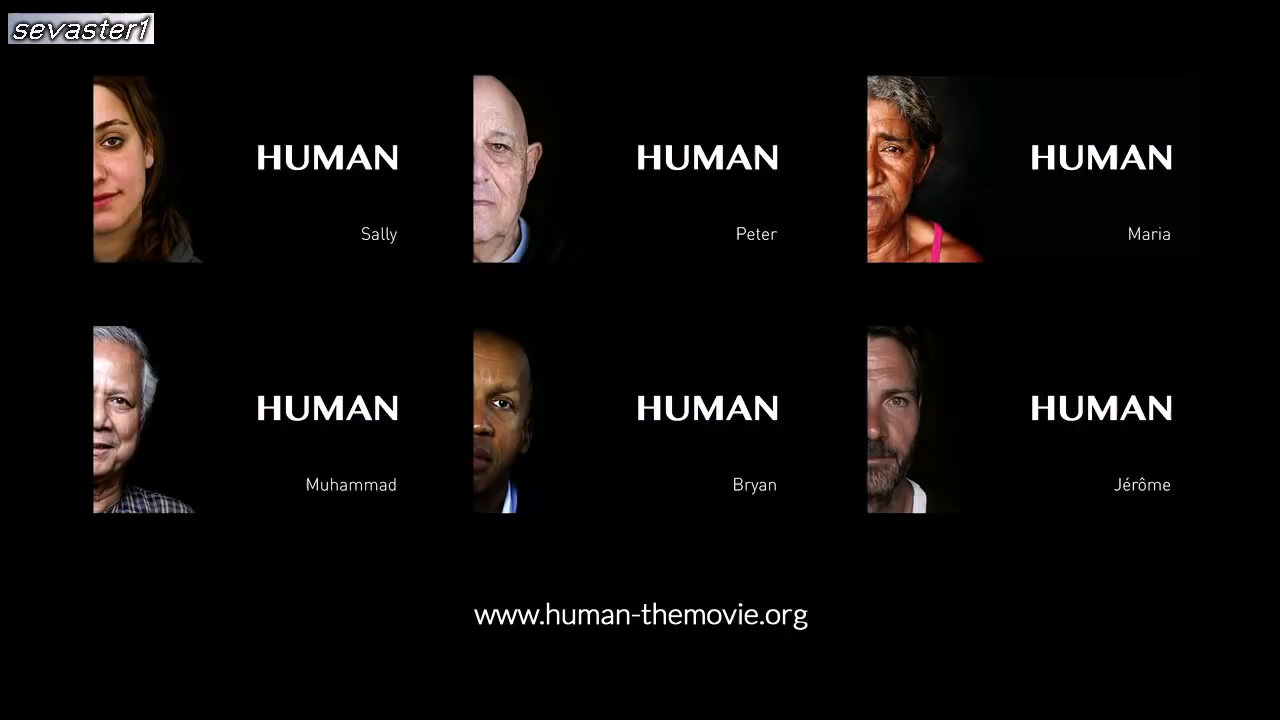 sevaster1
HUMAN
Sally
HUMAN
Peter
HUMAN
Maria
HUMAN
Muhammad
HUMAN
Bryan
HUMAN
Jérôme
www.human-themovie.org